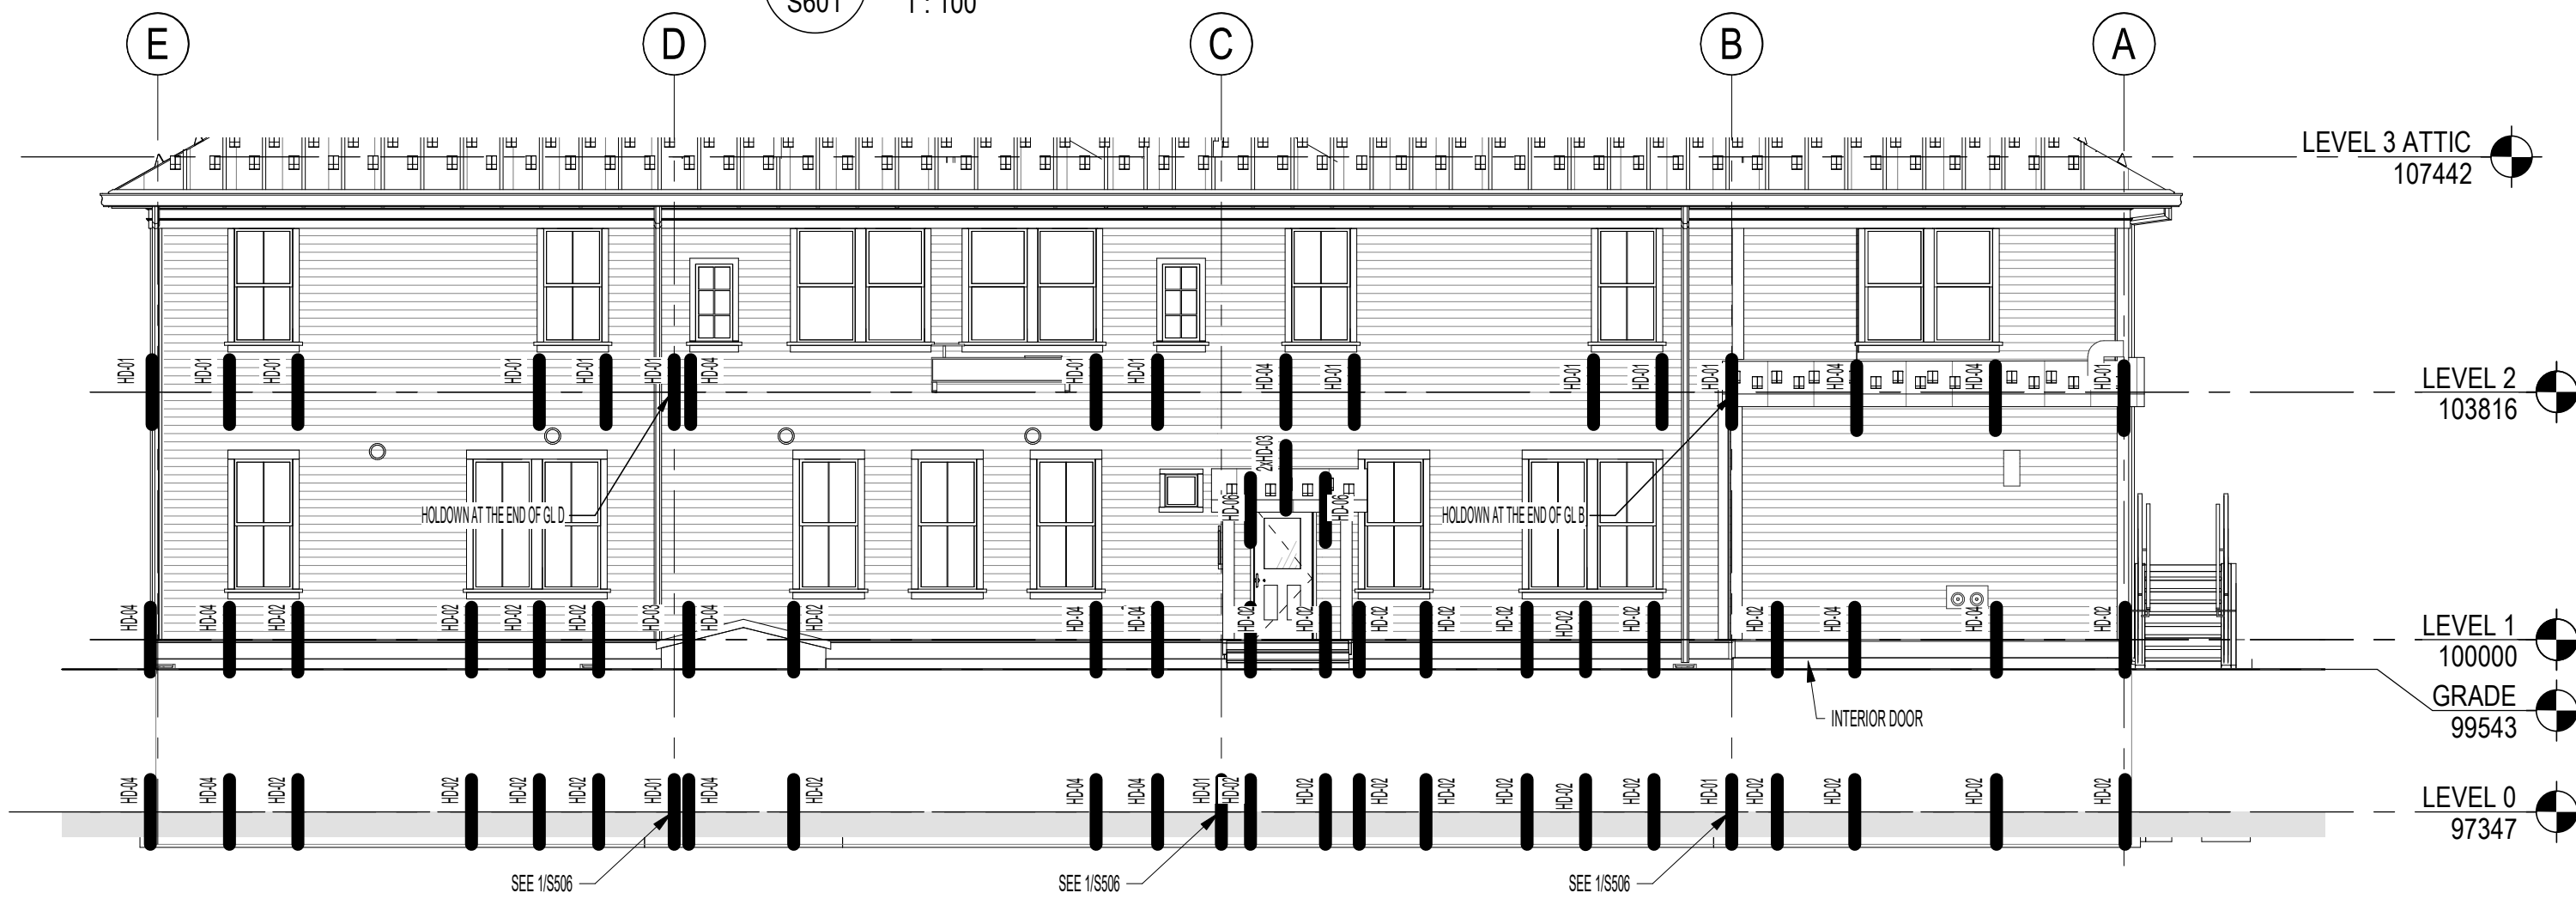 S601 1 : 100
E D C B A
LEVEL 3 ATTIC
107442
HD-01 HD-01 HD-01 HD-01 HD-01 HD-01 HD-04 HD-01 HD-01 HD-04 HD-01 HD-01 HD-01 HD-01 HD-04 HD-04 HD-01
LEVEL 2
103816
2xHD-03
HD-06 HD-06
HOLDOWN AT THE END OF GL D
HOLDOWN AT THE END OF GL B
HD-04 HD-04 HD-02 HD-02 HD-02 HD-02 HD-03 HD-04 HD-02 HD-04 HD-04 HD-02 HD-02 HD-02 HD-02 HD-02 HD-02 HD-02 HD-02 HD-04 HD-04 HD-02
LEVEL 1
100000
GRADE
99543
INTERIOR DOOR
HD-04 HD-04 HD-02 HD-02 HD-02 HD-02 HD-01 HD-04 HD-02 HD-04 HD-04 HD-01 HD-02 HD-02 HD-02 HD-02 HD-02 HD-02 HD-02 HD-01 HD-02 HD-02 HD-02 HD-02
LEVEL 0
97347
SEE 1/S506 SEE 1/S506 SEE 1/S506